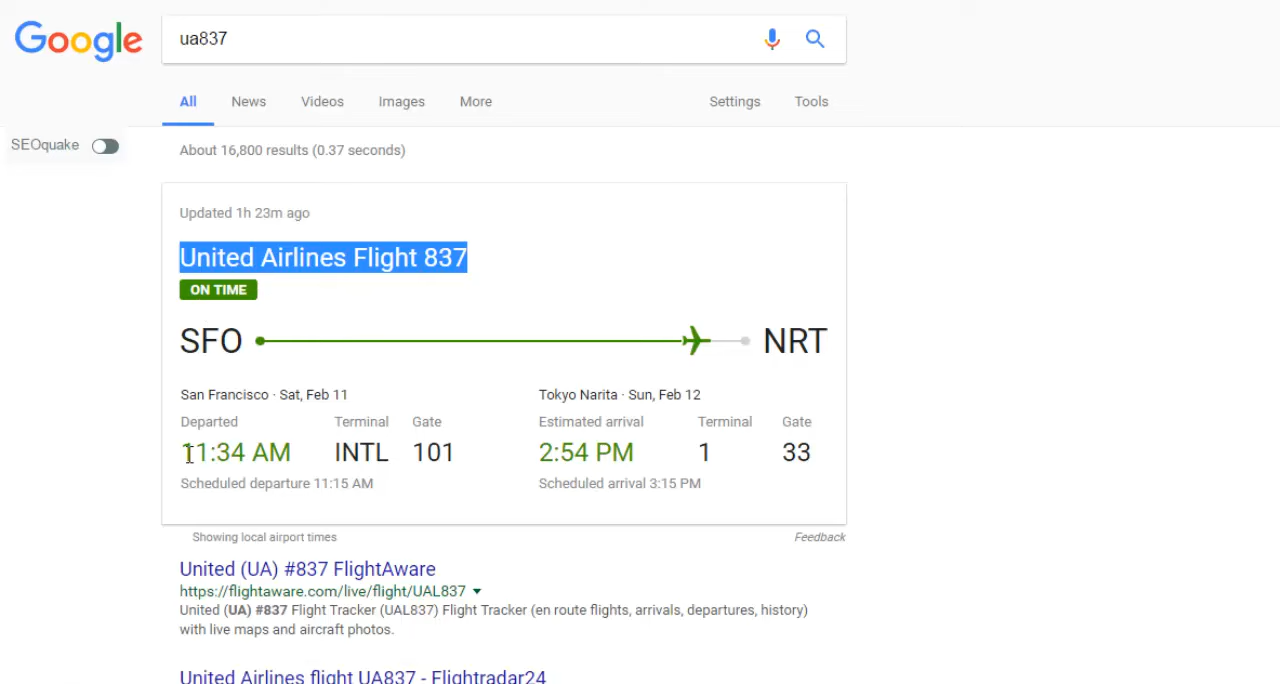 Google
ua837
All News Videos Images More Settings Tools
SEOquake
About 16,800 results (0.37 seconds)
Updated 1h 23m ago
United Airlines Flight 837
ON TIME
SFO NRT
San Francisco · Sat, Feb 11 Tokyo Narita · Sun, Feb 12
Departed Terminal Gate Estimated arrival Terminal Gate
11:34 AM INTL 101 2:54 PM 1 33
Scheduled departure 11:15 AM Scheduled arrival 3:15 PM
Showing local airport times Feedback
United (UA) #837 FlightAware
https://flightaware.com/live/flight/UAL837
United (UA) #837 Flight Tracker (UAL837) Flight Tracker (en route flights, arrivals, departures, history)
with live maps and aircraft photos.
United Airlines flight UA837 - Flightradar24